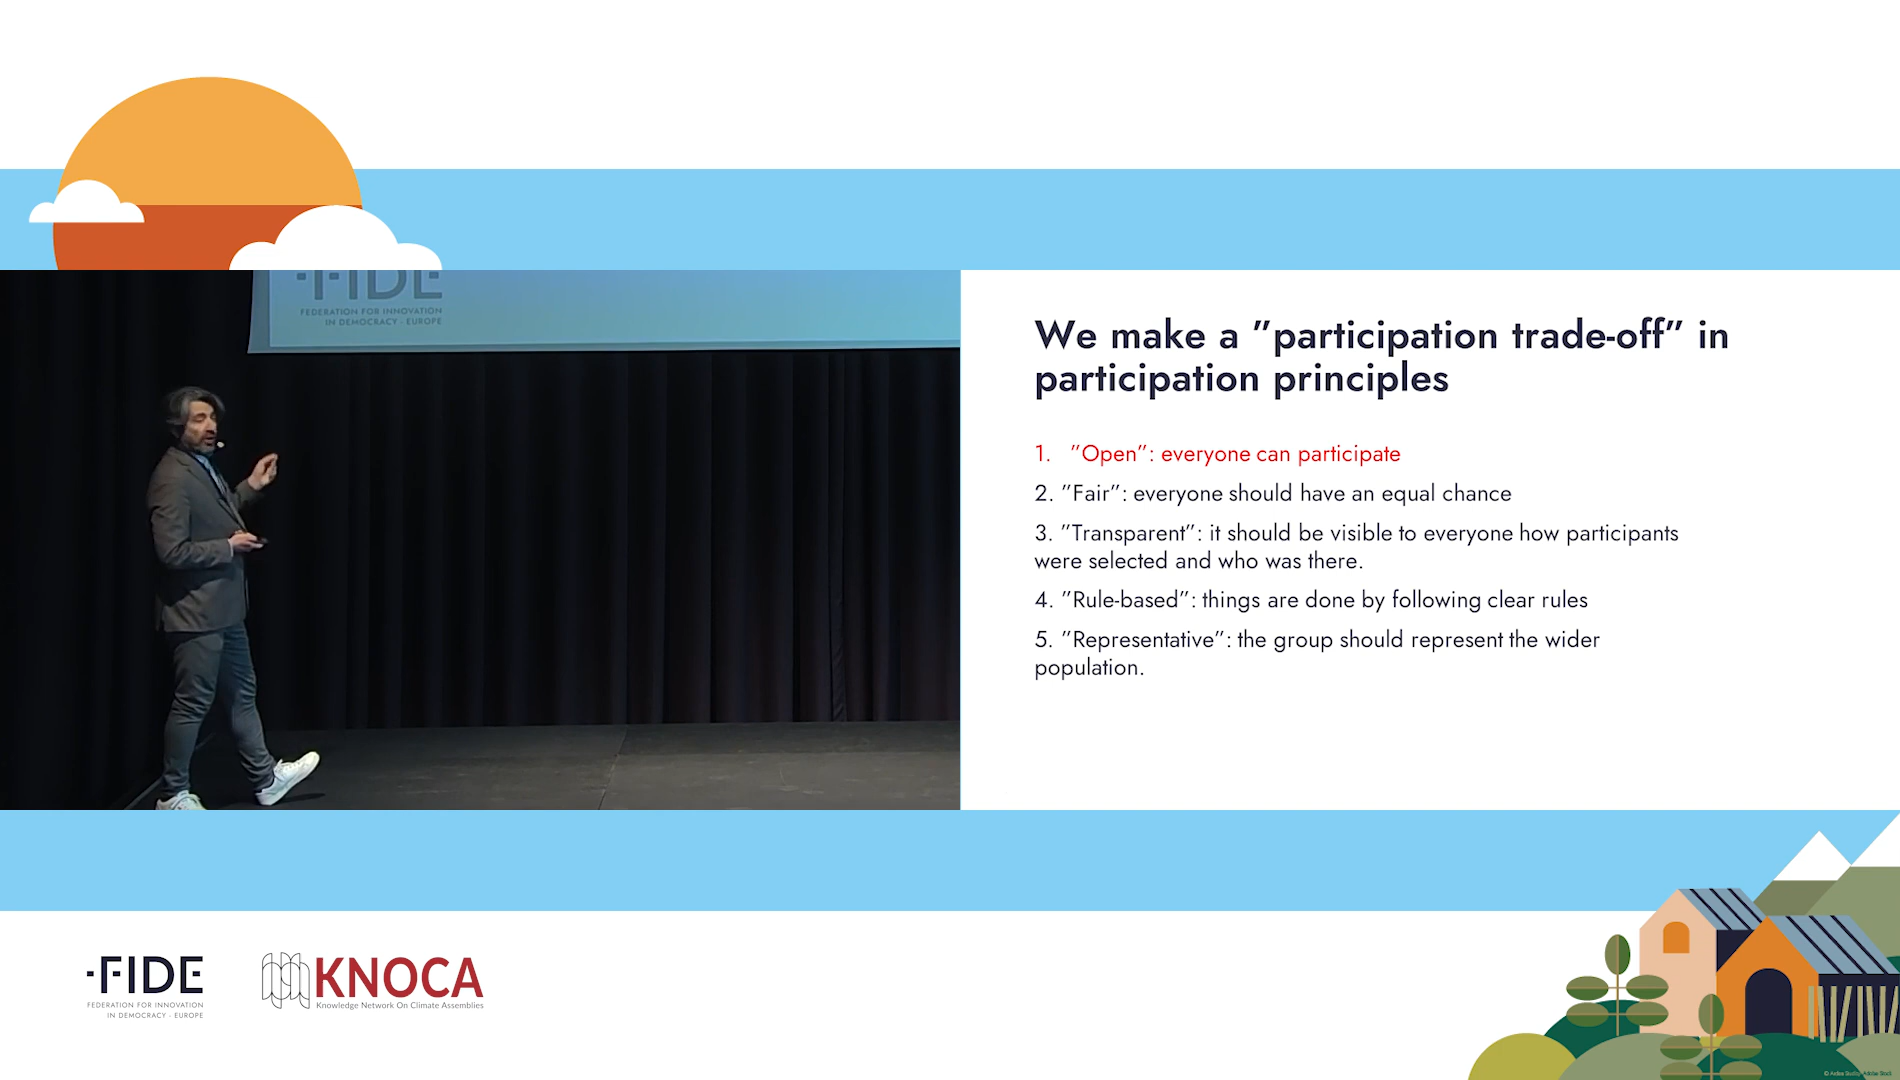 FIDE
FEDERATION FOR INNOVATION
IN DEMOCRACY - EUROPE
We make a ”participation trade-off” in
participation principles
1. ”Open”: everyone can participate
2. ”Fair”: everyone should have an equal chance
3. ”Transparent”: it should be visible to everyone how participants
were selected and who was there.
4. ”Rule-based”: things are done by following clear rules
5. ”Representative”: the group should represent the wider
population.
·FIDE
FEDERATION FOR INNOVATION
IN DEMOCRACY - EUROPE
KNOCA
Knowledge Network On Climate Assemblies